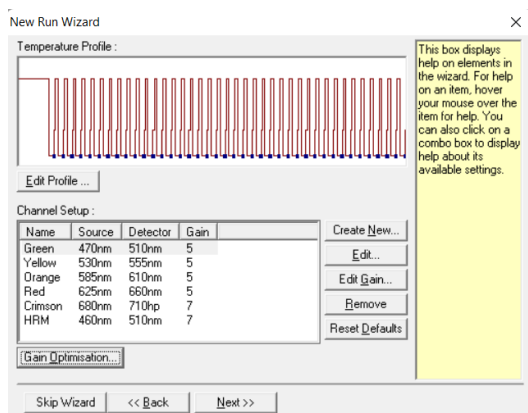 New Run Wizard
Temperature Profile :
Edit Profile ...
Channel Setup :
Name Source Detector Gain
Green 470nm 510nm 5
Yellow 530nm 555nm 5
Orange 585nm 610nm 5
Red 625nm 660nm 5
Crimson 680nm 710hp 7
HRM 460nm 510nm 7
Create New...
Edit...
Edit Gain...
Remove
Reset Defaults
Gain Optimisation...
Skip Wizard
<< Back
Next >>
This box displays
help on elements in
the wizard. For help
on an item, hover
your mouse over the
item for help. You
can also click on a
combo box to display
help about its
available settings.